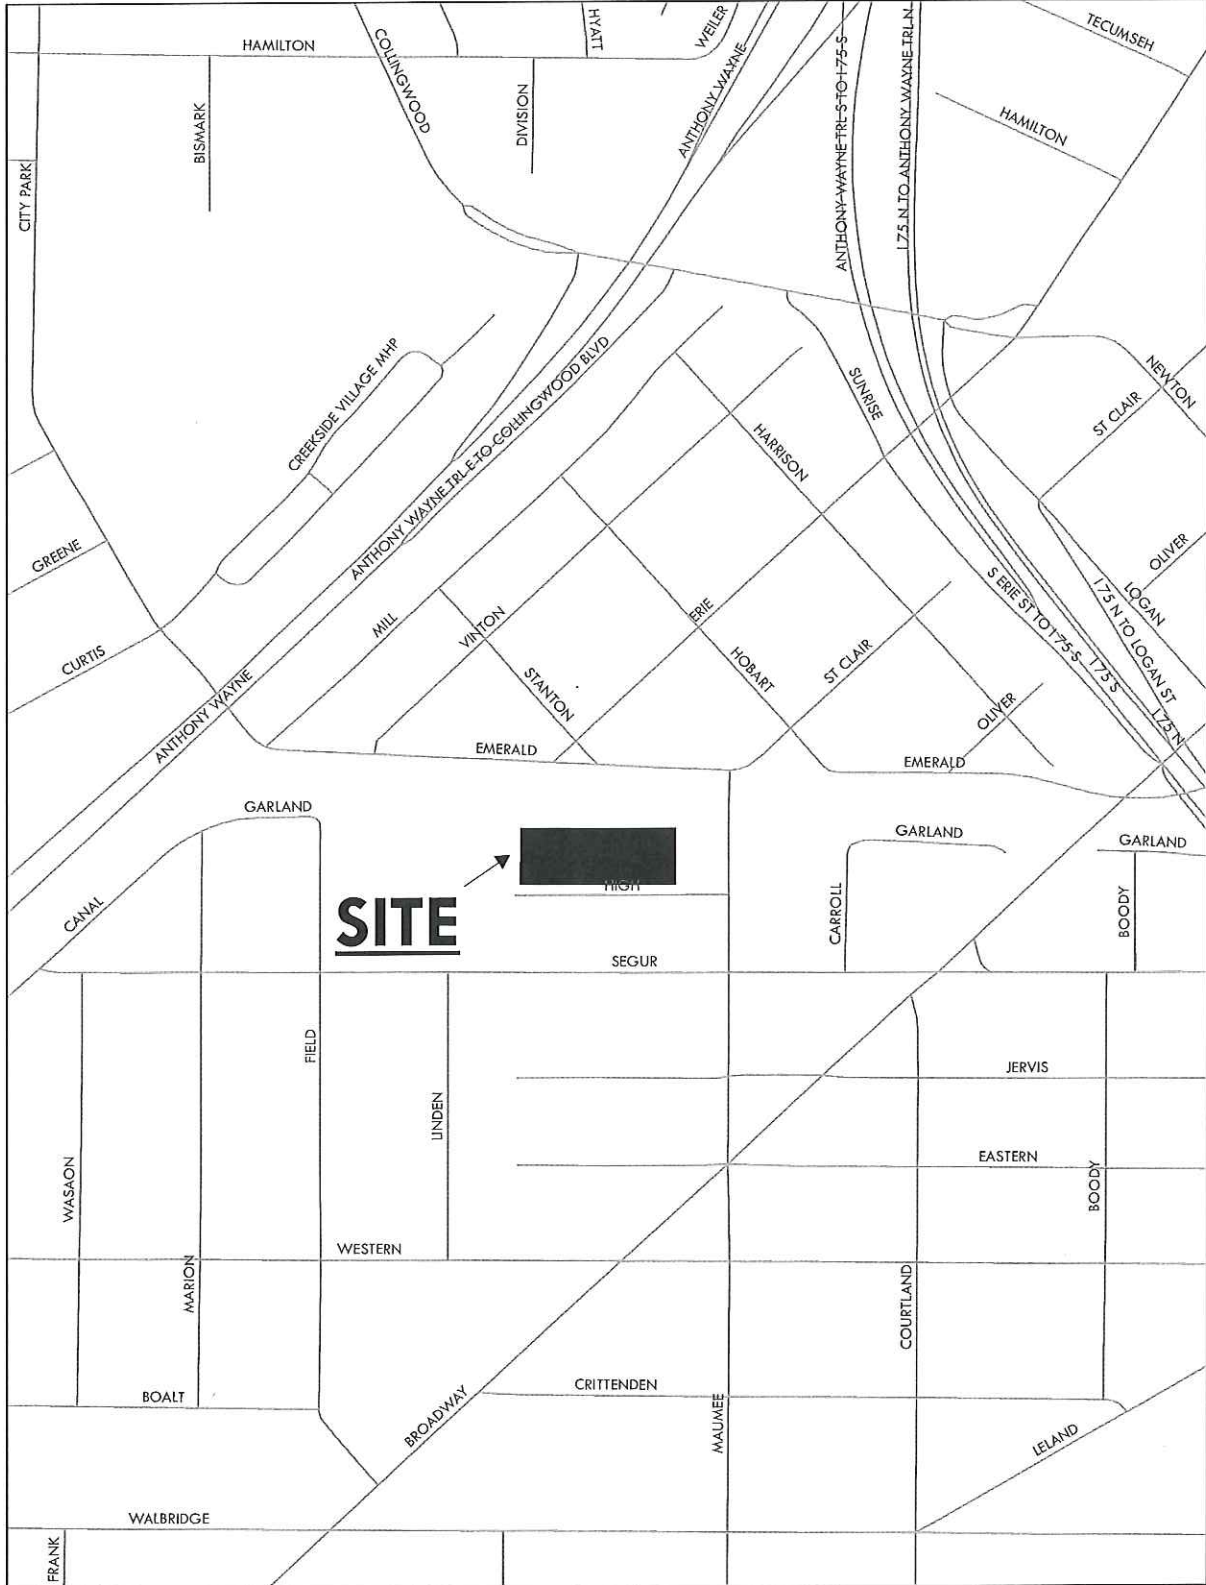 TECUMSEH
HYATT
WEILER
HAMILTON
COLLINGWOOD
ANTHONY WAYNE
ANTHONY WAYNE TRL S TO I-75 S
I 75 N TO ANTHONY WAYNE TRL N
BISMARK
DIVISION
HAMILTON
CITY PARK
CREEKSIDE VILLAGE MHP
ANTHONY WAYNE TRL E TO COLLINGWOOD BLVD
SUNRISE
NEWTON
ST CLAIR
HARRISON
GREENE
OLIVER
LOGAN
S ERIE ST TO I-75 S
I 75 N TO LOGAN ST
MILL
VINTON
ERIE
CURTIS
STANTON
HOBART
ST CLAIR
I 75 S
ANTHONY WAYNE
OLIVER
I 75 N
EMERALD
EMERALD
GARLAND
GARLAND
GARLAND
HIGH
CANAL
SITE
CARROLL
BOODY
SEGUR
FIELD
JERVIS
LINDEN
EASTERN
WASAON
BOODY
WESTERN
MARION
COURTLAND
BOALT
CRITTENDEN
BROADWAY
MAUMEE
LELAND
WALBRIDGE
FRANK